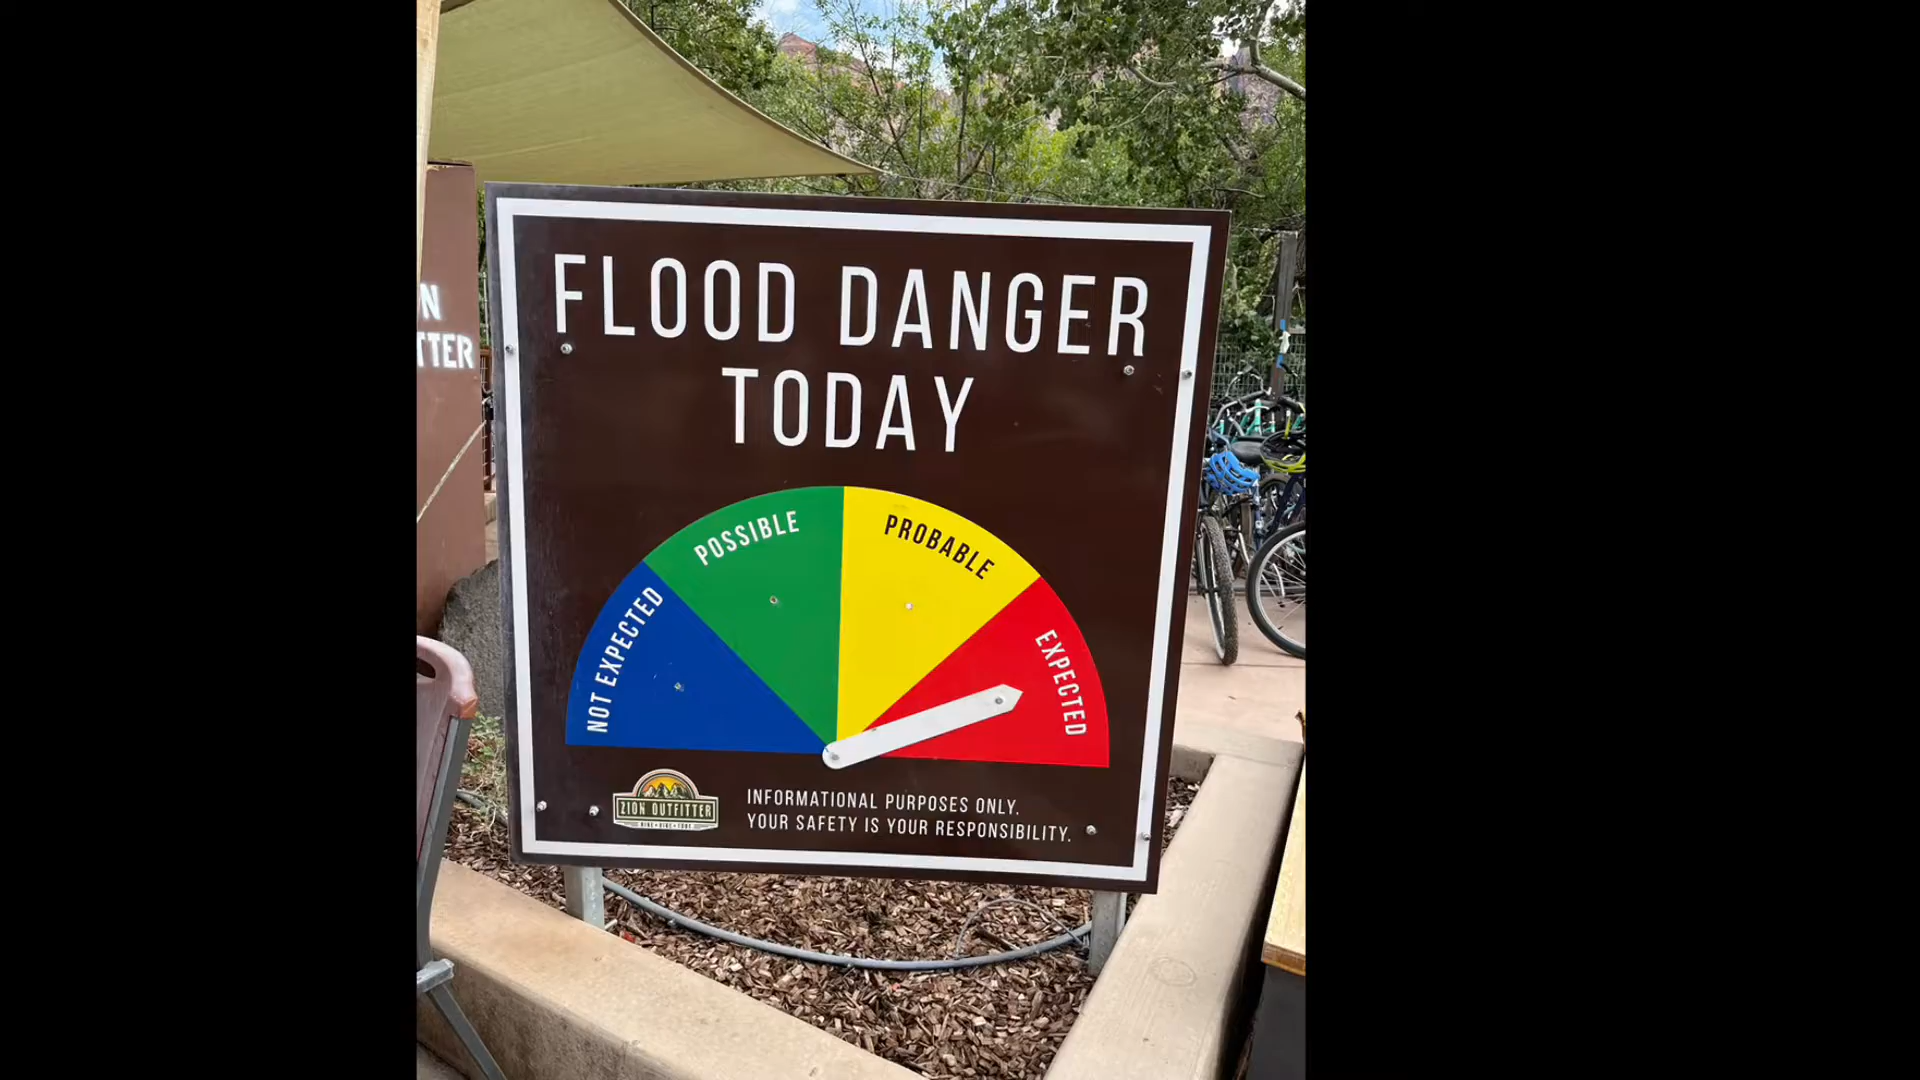 N
TTER
FLOOD DANGER
TODAY
NOT EXPECTED
POSSIBLE
PROBABLE
EXPECTED
ZION OUTFITTER
INFORMATIONAL PURPOSES ONLY.
YOUR SAFETY IS YOUR RESPONSIBILITY.